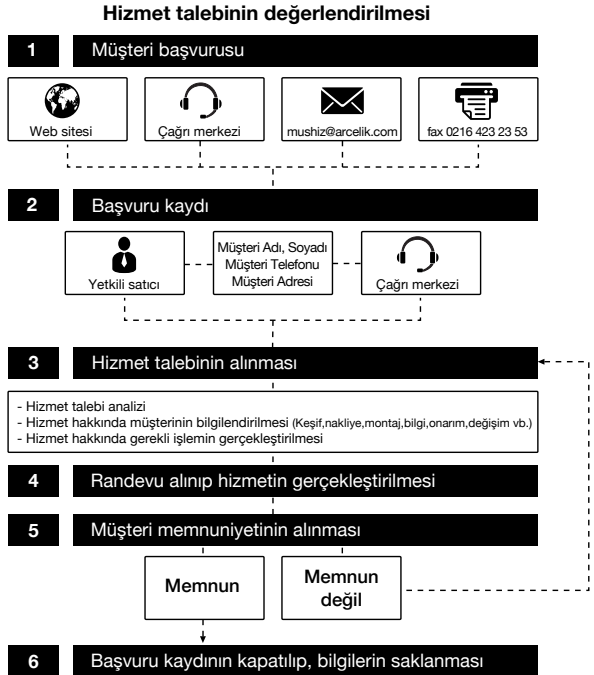 Hizmet talebinin değerlendirilmesi
1 Müşteri başvurusu
Web sitesi
Çağrı merkezi
mushiz@arcelik.com
fax 0216 423 23 53
2 Başvuru kaydı
Yetkili satıcı
Müşteri Adı, Soyadı
Müşteri Telefonu
Müşteri Adresi
Çağrı merkezi
3 Hizmet talebinin alınması
- Hizmet talebi analizi
- Hizmet hakkında müşterinin bilgilendirilmesi (Keşif,nakliye,montaj,bilgi,onarım,değişim vb.)
- Hizmet hakkında gerekli işlemin gerçekleştirilmesi
4 Randevu alınıp hizmetin gerçekleştirilmesi
5 Müşteri memnuniyetinin alınması
Memnun
Memnun
değil
6 Başvuru kaydının kapatılıp, bilgilerin saklanması